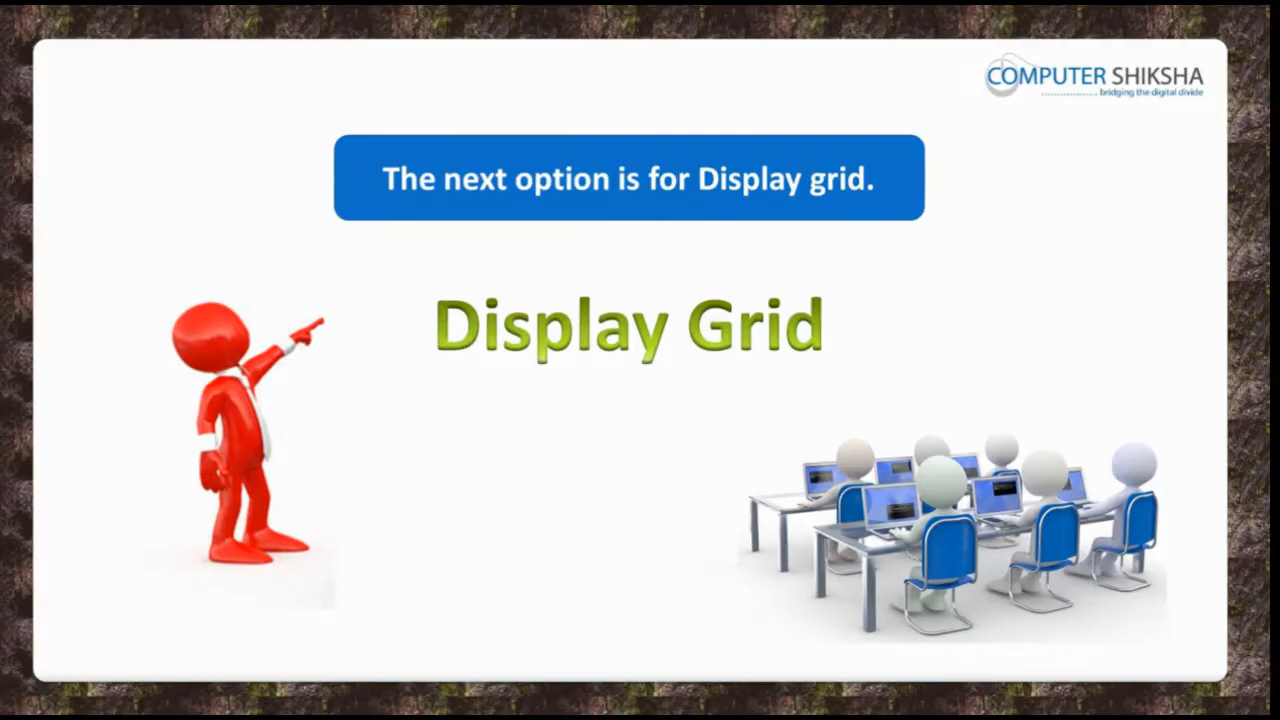 COMPUTER SHIKSHA
bridging the digital divide
The next option is for Display grid.
Display Grid